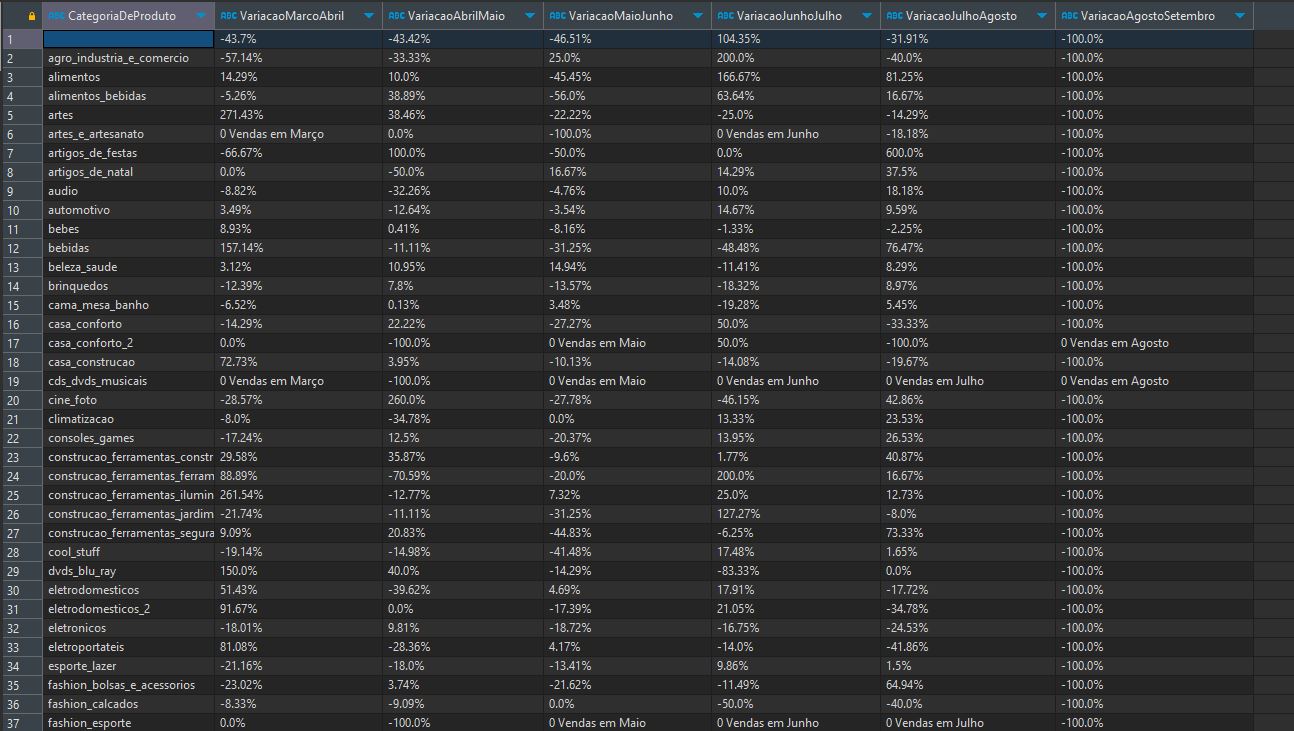 ABC CategoriaDeProduto ABC VariacaoMarcoAbril ABC VariacaoAbrilMaio ABC VariacaoMaioJunho ABC VariacaoJunhoJulho ABC VariacaoJulhoAgosto ABC VariacaoAgostoSetembro
1 -43.7% -43.42% -46.51% 104.35% -31.91% -100.0%
2 agro_industria_e_comercio -57.14% -33.33% 25.0% 200.0% -40.0% -100.0%
3 alimentos 14.29% 10.0% -45.45% 166.67% 81.25% -100.0%
4 alimentos_bebidas -5.26% 38.89% -56.0% 63.64% 16.67% -100.0%
5 artes 271.43% 38.46% -22.22% -25.0% -14.29% -100.0%
6 artes_e_artesanato 0 Vendas em Março 0.0% -100.0% 0 Vendas em Junho -18.18% -100.0%
7 artigos_de_festas -66.67% 100.0% -50.0% 0.0% 600.0% -100.0%
8 artigos_de_natal 0.0% -50.0% 16.67% 14.29% 37.5% -100.0%
9 audio -8.82% -32.26% -4.76% 10.0% 18.18% -100.0%
10 automotivo 3.49% -12.64% -3.54% 14.67% 9.59% -100.0%
11 bebes 8.93% 0.41% -8.16% -1.33% -2.25% -100.0%
12 bebidas 157.14% -11.11% -31.25% -48.48% 76.47% -100.0%
13 beleza_saude 3.12% 10.95% 14.94% -11.41% 8.29% -100.0%
14 brinquedos -12.39% 7.8% -13.57% -18.32% 8.97% -100.0%
15 cama_mesa_banho -6.52% 0.13% 3.48% -19.28% 5.45% -100.0%
16 casa_conforto -14.29% 22.22% -27.27% 50.0% -33.33% -100.0%
17 casa_conforto_2 0.0% -100.0% 0 Vendas em Maio 50.0% -100.0% 0 Vendas em Agosto
18 casa_construcao 72.73% 3.95% -10.13% -14.08% -19.67% -100.0%
19 cds_dvds_musicais 0 Vendas em Março -100.0% 0 Vendas em Maio 0 Vendas em Junho 0 Vendas em Julho 0 Vendas em Agosto
20 cine_foto -28.57% 260.0% -27.78% -46.15% 42.86% -100.0%
21 climatizacao -8.0% -34.78% 0.0% 13.33% 23.53% -100.0%
22 consoles_games -17.24% 12.5% -20.37% 13.95% 26.53% -100.0%
23 construcao_ferramentas_constr 29.58% 35.87% -9.6% 1.77% 40.87% -100.0%
24 construcao_ferramentas_ferram 88.89% -70.59% -20.0% 200.0% 16.67% -100.0%
25 construcao_ferramentas_ilumin 261.54% -12.77% 7.32% 25.0% 12.73% -100.0%
26 construcao_ferramentas_jardim -21.74% -11.11% -31.25% 127.27% -8.0% -100.0%
27 construcao_ferramentas_segura 9.09% 20.83% -44.83% -6.25% 73.33% -100.0%
28 cool_stuff -19.14% -14.98% -41.48% 17.48% 1.65% -100.0%
29 dvds_blu_ray 150.0% 40.0% -14.29% -83.33% 0.0% -100.0%
30 eletrodomesticos 51.43% -39.62% 4.69% 17.91% -17.72% -100.0%
31 eletrodomesticos_2 91.67% 0.0% -17.39% 21.05% -34.78% -100.0%
32 eletronicos -18.01% 9.81% -18.72% -16.75% -24.53% -100.0%
33 eletroportateis 81.08% -28.36% 4.17% -14.0% -41.86% -100.0%
34 esporte_lazer -21.16% -18.0% -13.41% 9.86% 1.5% -100.0%
35 fashion_bolsas_e_acessorios -23.02% 3.74% -21.62% -11.49% 64.94% -100.0%
36 fashion_calcados -8.33% -9.09% 0.0% -50.0% -40.0% -100.0%
37 fashion_esporte 0.0% -100.0% 0 Vendas em Maio 0 Vendas em Junho 0 Vendas em Julho -100.0%